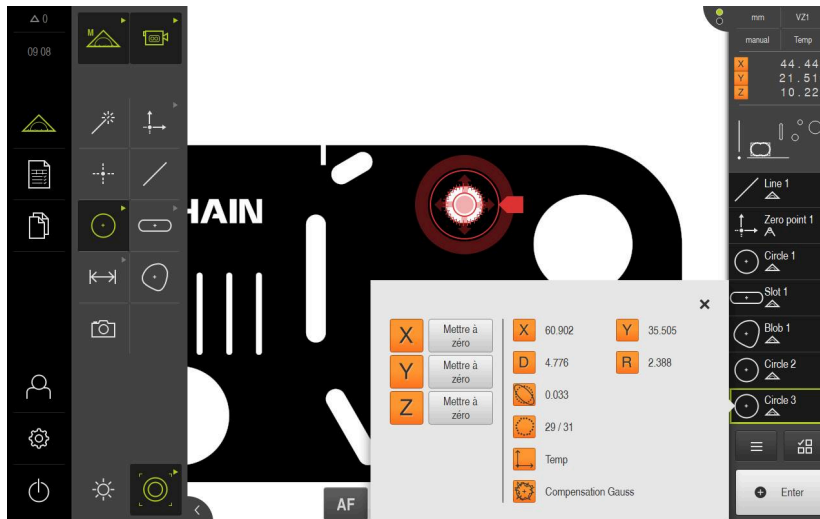 0
09 08
M
HAIN
AF
X
Y
Z
Mettre à
zéro
Mettre à
zéro
Mettre à
zéro
X
60.902
Y
35.505
D
4.776
R
2.388
0.033
29 / 31
Temp
Compensation Gauss
mm
VZ1
manual
Temp
X
44.44
Y
21.51
Z
10.22
Line 1
Zero point 1
Circle 1
Slot 1
Blob 1
Circle 2
Circle 3
Enter